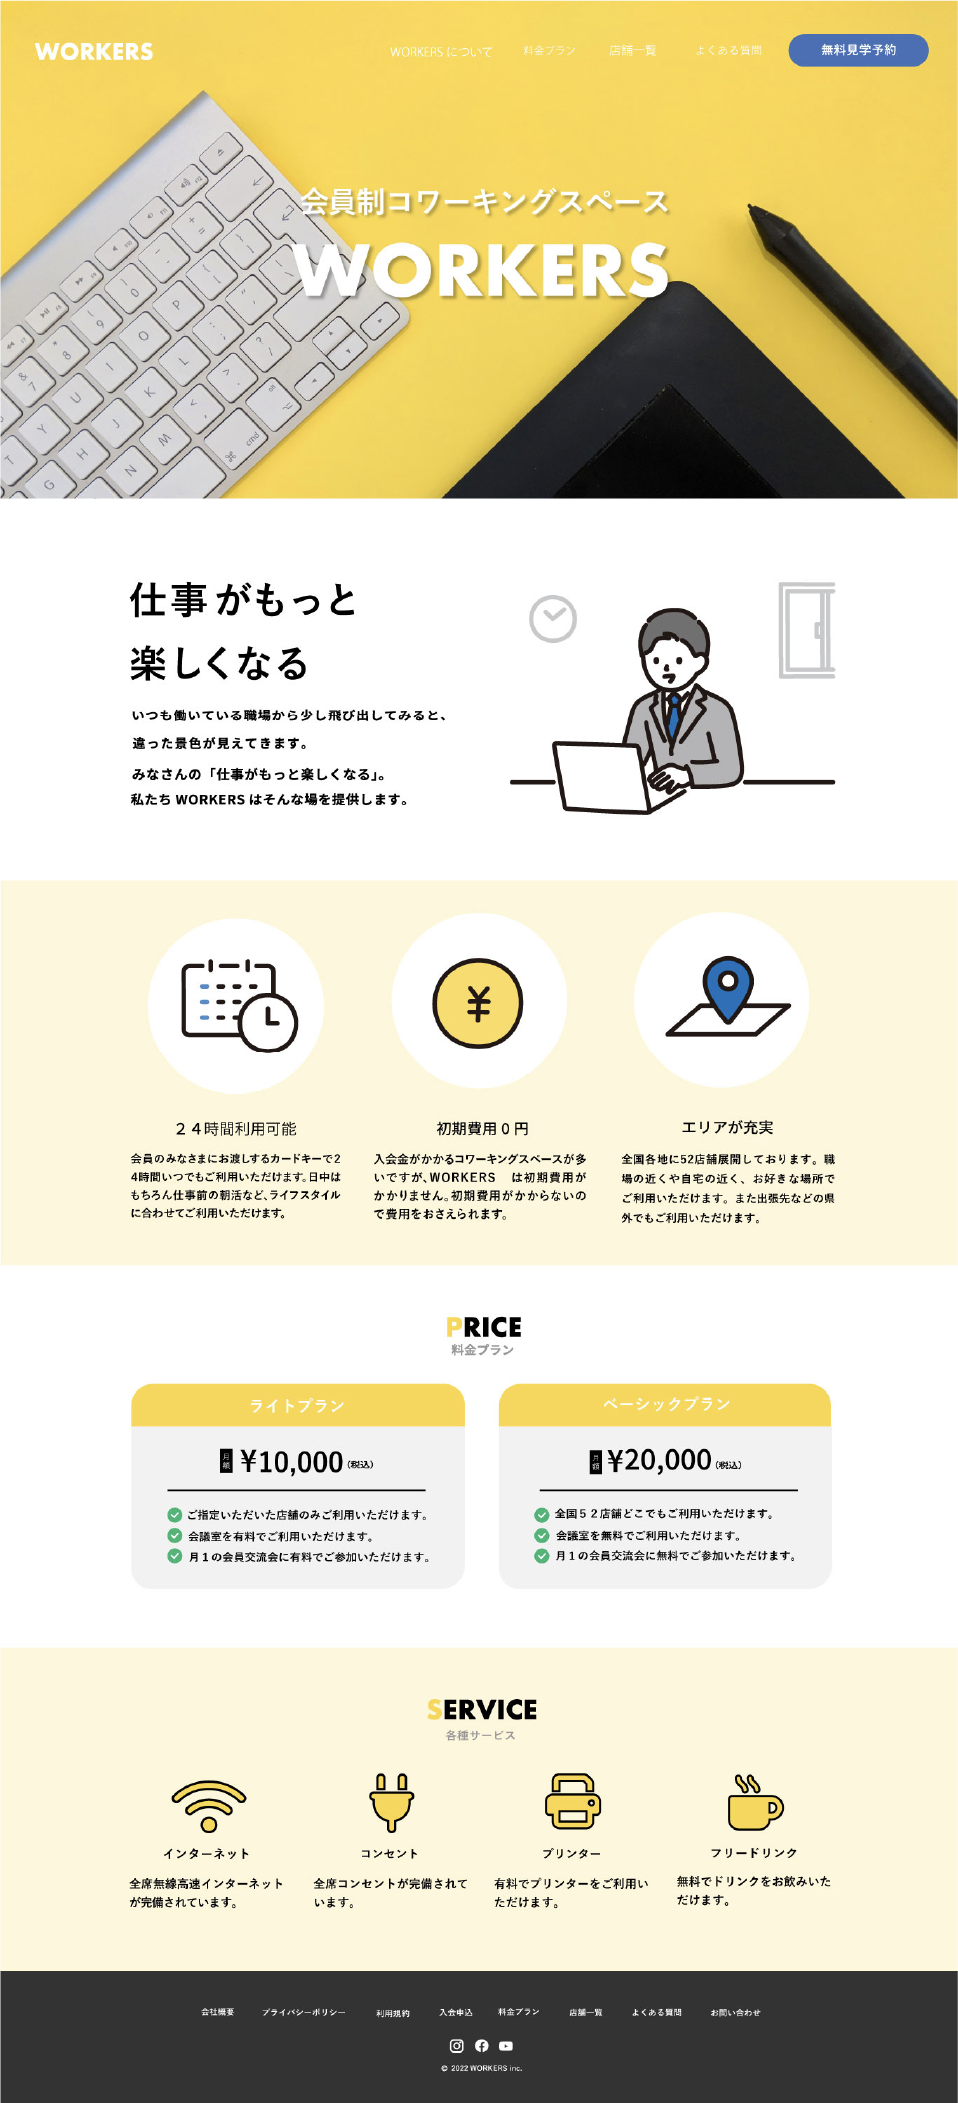 WORKERS
WORKERS について 料金プラン 店舗一覧 よくある質問 無料見学予約
会員制コワーキングスペース
WORKERS
仕事がもっと
楽しくなる
いつも働いている職場から少し飛び出してみると、
違った景色が見えてきます。
みなさんの「仕事がもっと楽しくなる」。
私たち WORKERS はそんな場を提供します。
２４時間利用可能
会員のみなさまにお渡しするカードキーで2
4時間いつでもご利用いただけます。日中は
もちろん仕事前の朝活など、ライフスタイル
に合わせてご利用いただけます。
初期費用 0 円
入会金がかかるコワーキングスペースが多
いですが、WORKERS　は初期費用が
かかりません。初期費用がかからないの
で費用をおさえられます。
エリアが充実
全国各地に52店舗展開しております。職
場の近くや自宅の近く、お好きな場所で
ご利用いただけます。また出張先などの県
外でもご利用いただけます。
PRICE
料金プラン
ライトプラン
月額 ¥10,000 (税込)
ご指定いただいた店舗のみご利用いただけます。
会議室を有料でご利用いただけます。
月１の会員交流会に有料でご参加いただけます。
ベーシックプラン
月額 ¥20,000 (税込)
全国５２店舗どこでもご利用いただけます。
会議室を無料でご利用いただけます。
月１の会員交流会に無料でご参加いただけます。
SERVICE
各種サービス
インターネット
全席無線高速インターネット
が完備されています。
コンセント
全席コンセントが完備されて
います。
プリンター
有料でプリンターをご利用い
ただけます。
フリードリンク
無料でドリンクをお飲みいた
だけます。
会社概要 プライバシーポリシー 利用規約 入会申込 料金プラン 店舗一覧 よくある質問 お問い合わせ
© 2022 WORKERS inc.